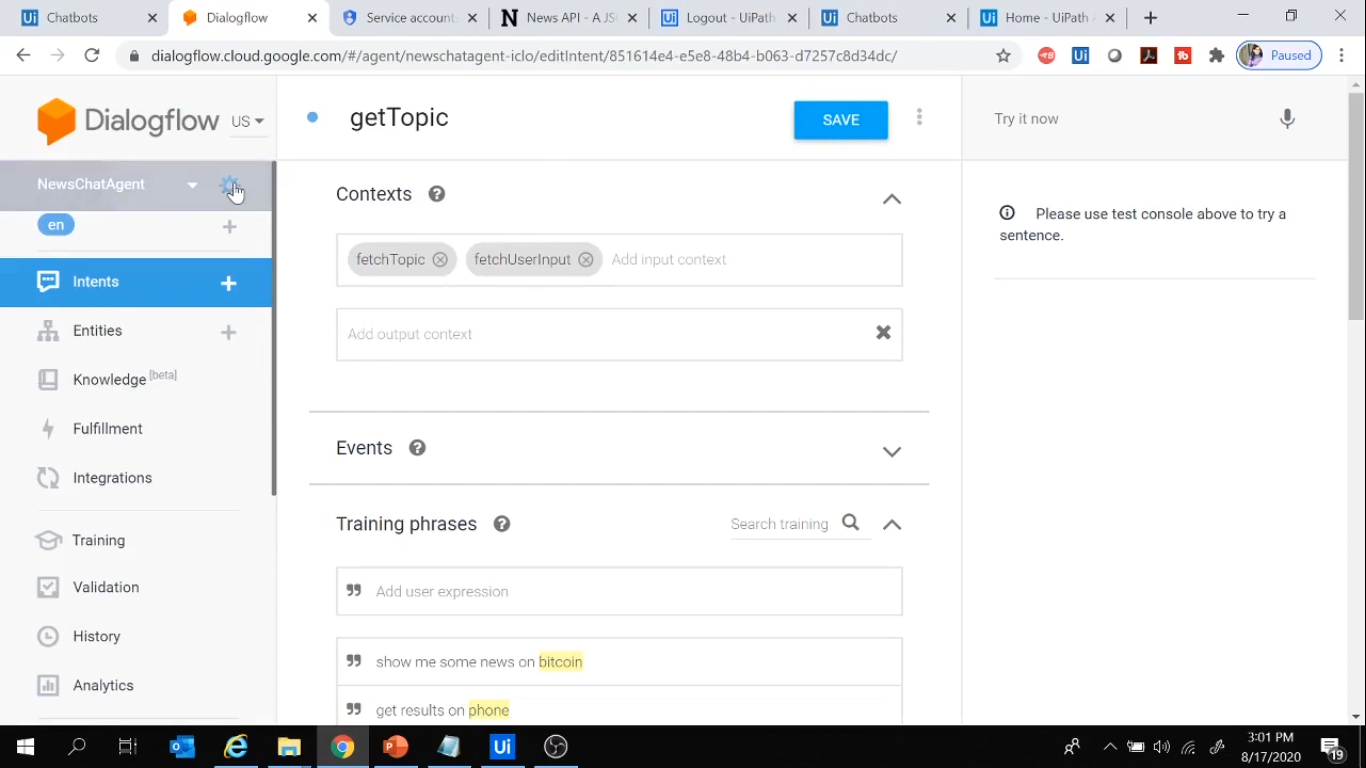 Chatbots
Dialogflow
Service accounts
News API - A JS
Logout - UiPath
Chatbots
Home - UiPath
dialogflow.cloud.google.com/#/agent/newschatagent-iclo/editIntent/851614e4-e5e8-48b4-b063-d7257c8d34dc/
Paused
Dialogflow
US
getTopic
SAVE
Try it now
NewsChatAgent
en
Contexts
fetchTopic
fetchUserInput
Add input context
Please use test console above to try a
sentence.
Intents
Entities
Add output context
Knowledge [beta]
Fulfillment
Events
Integrations
Training phrases
Search training
Training
Validation
Add user expression
History
show me some news on bitcoin
Analytics
get results on phone
3:01 PM
8/17/2020
19